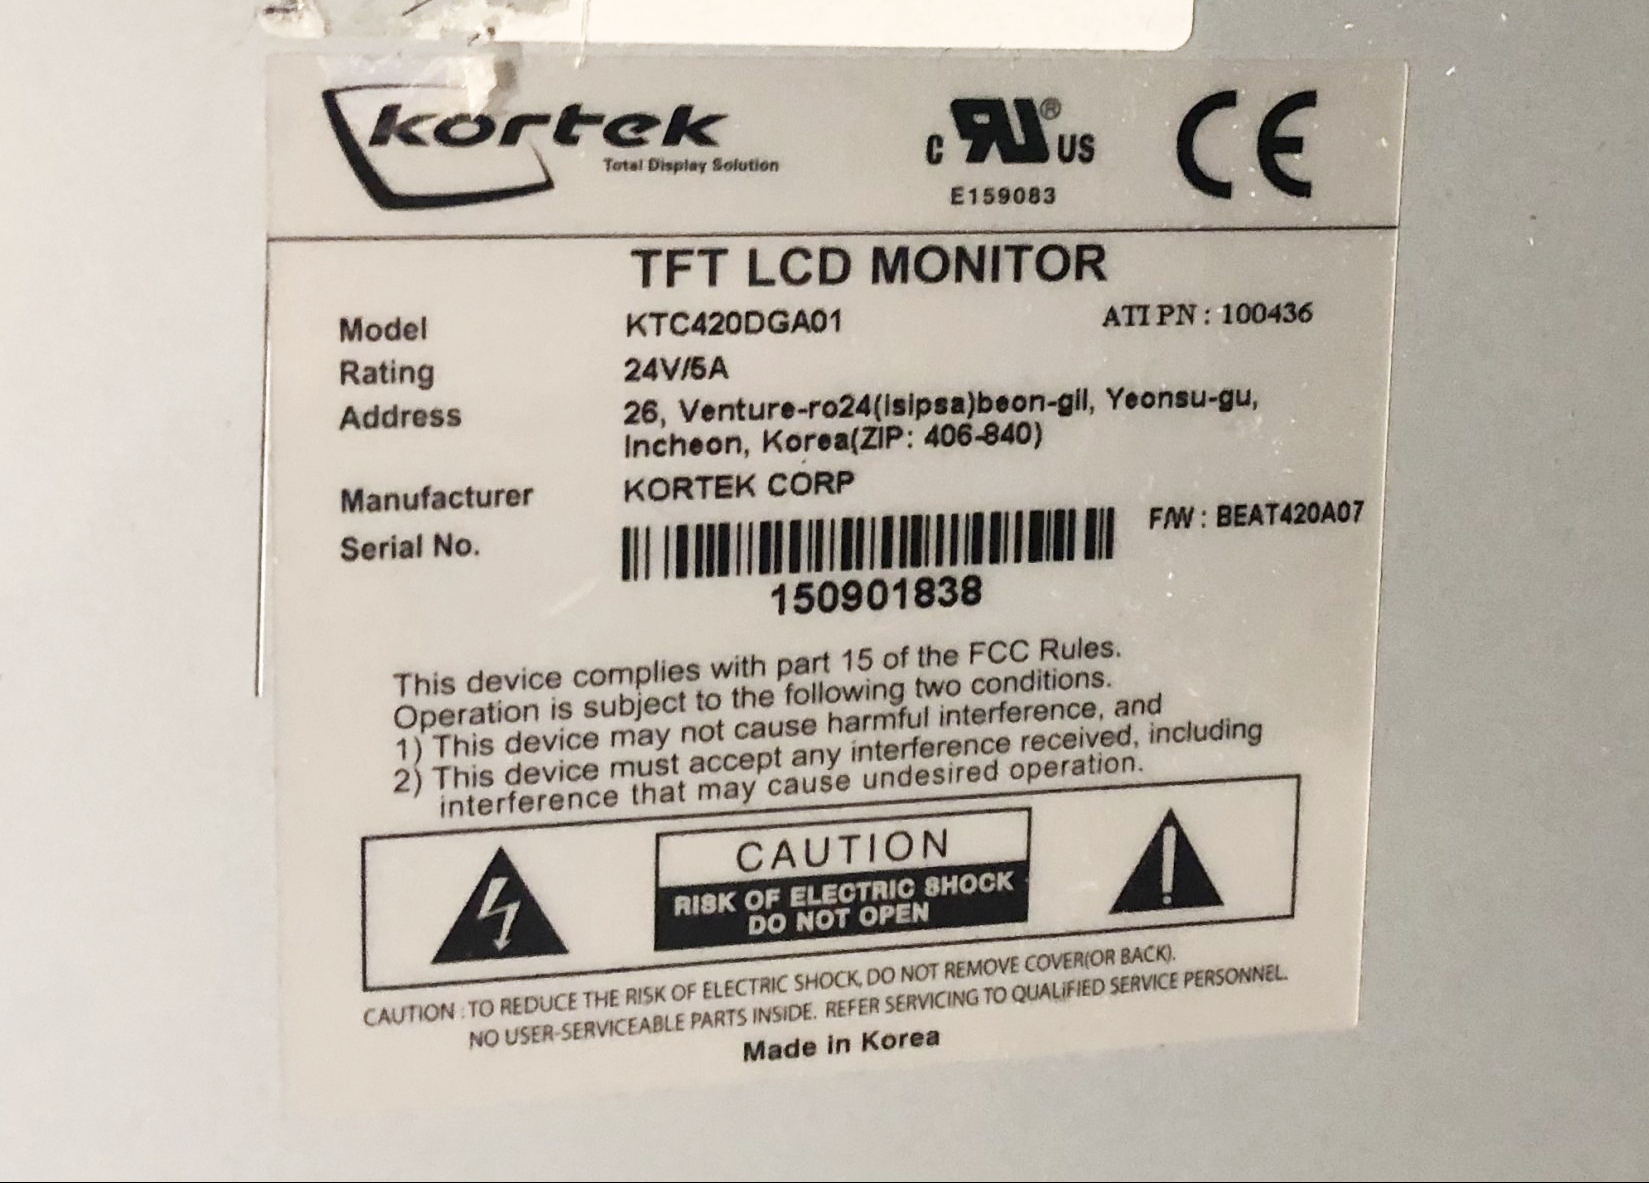 kortek
Total Display Solution
C RU ® US
E159083
CE
TFT LCD MONITOR
Model KTC420DGA01 ATI PN : 100436
Rating 24V/5A
Address 26, Venture-ro24(isipsa)beon-gil, Yeonsu-gu,
Incheon, Korea(ZIP: 406-840)
Manufacturer KORTEK CORP
Serial No. F/W : BEAT420A07
150901838
This device complies with part 15 of the FCC Rules.
Operation is subject to the following two conditions.
1) This device may not cause harmful interference, and
2) This device must accept any interference received, including
interference that may cause undesired operation.
CAUTION
RISK OF ELECTRIC SHOCK
DO NOT OPEN
CAUTION : TO REDUCE THE RISK OF ELECTRIC SHOCK, DO NOT REMOVE COVER(OR BACK).
NO USER-SERVICEABLE PARTS INSIDE. REFER SERVICING TO QUALIFIED SERVICE PERSONNEL.
Made in Korea